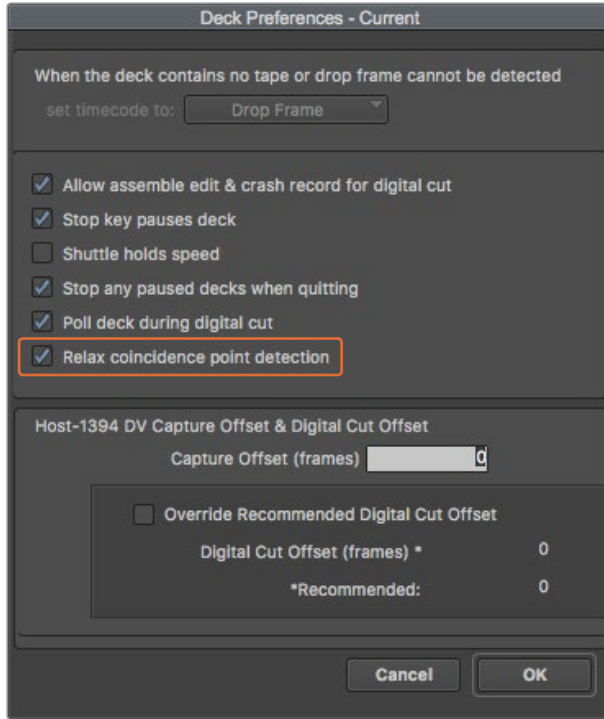 Deck Preferences - Current
When the deck contains no tape or drop frame cannot be detected
set timecode to: Drop Frame
Allow assemble edit & crash record for digital cut
Stop key pauses deck
Shuttle holds speed
Stop any paused decks when quitting
Poll deck during digital cut
Relax coincidence point detection
Host-1394 DV Capture Offset & Digital Cut Offset
Capture Offset (frames) 0
Override Recommended Digital Cut Offset
Digital Cut Offset (frames) * 0
*Recommended: 0
Cancel OK